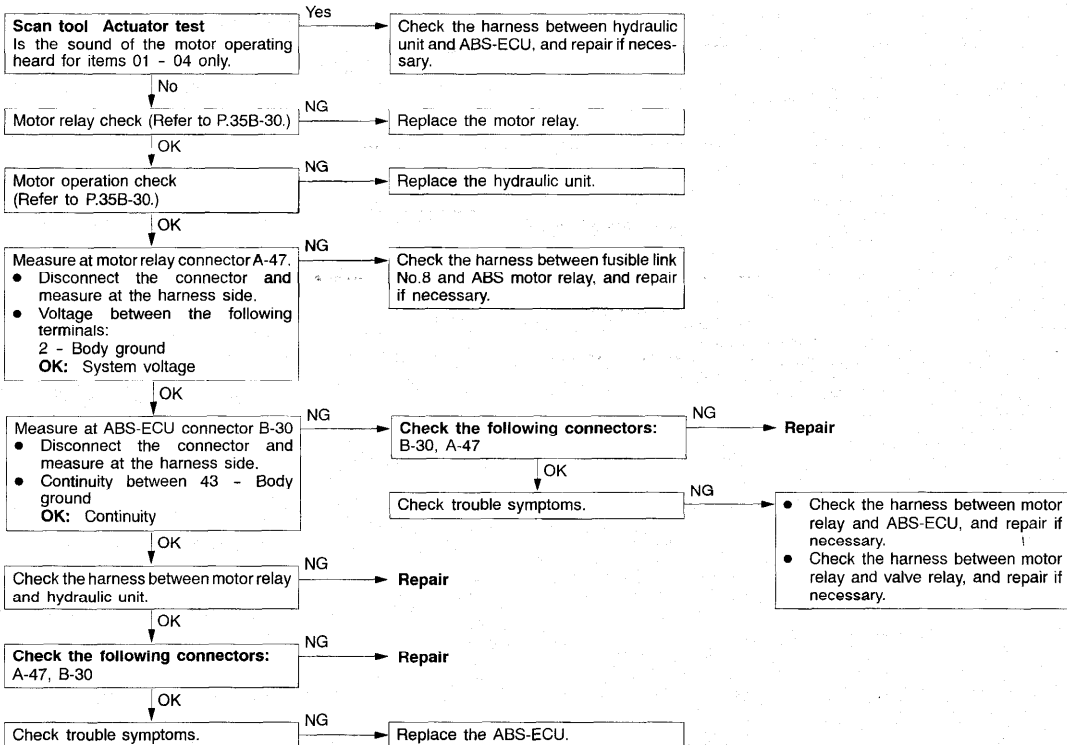 Scan tool Actuator test
Is the sound of the motor operating
heard for items 01 - 04 only.
Yes
Check the harness between hydraulic
unit and ABS-ECU, and repair if neces-
sary.
No
Motor relay check (Refer to P.35B-30.)
NG
Replace the motor relay.
OK
Motor operation check
(Refer to P.35B-30.)
NG
Replace the hydraulic unit.
OK
Measure at motor relay connector A-47.
● Disconnect the connector and
measure at the harness side.
● Voltage between the following
terminals:
2 - Body ground
OK: System voltage
NG
Check the harness between fusible link
No.8 and ABS motor relay, and repair
if necessary.
OK
Measure at ABS-ECU connector B-30
● Disconnect the connector and
measure at the harness side.
● Continuity between 43 - Body
ground
OK: Continuity
NG
Check the following connectors:
B-30, A-47
NG
Repair
OK
Check trouble symptoms.
NG
● Check the harness between motor
relay and ABS-ECU, and repair if
necessary.
● Check the harness between motor
relay and valve relay, and repair if
necessary.
OK
Check the harness between motor relay
and hydraulic unit.
NG
Repair
OK
Check the following connectors:
A-47, B-30
NG
Repair
OK
Check trouble symptoms.
NG
Replace the ABS-ECU.